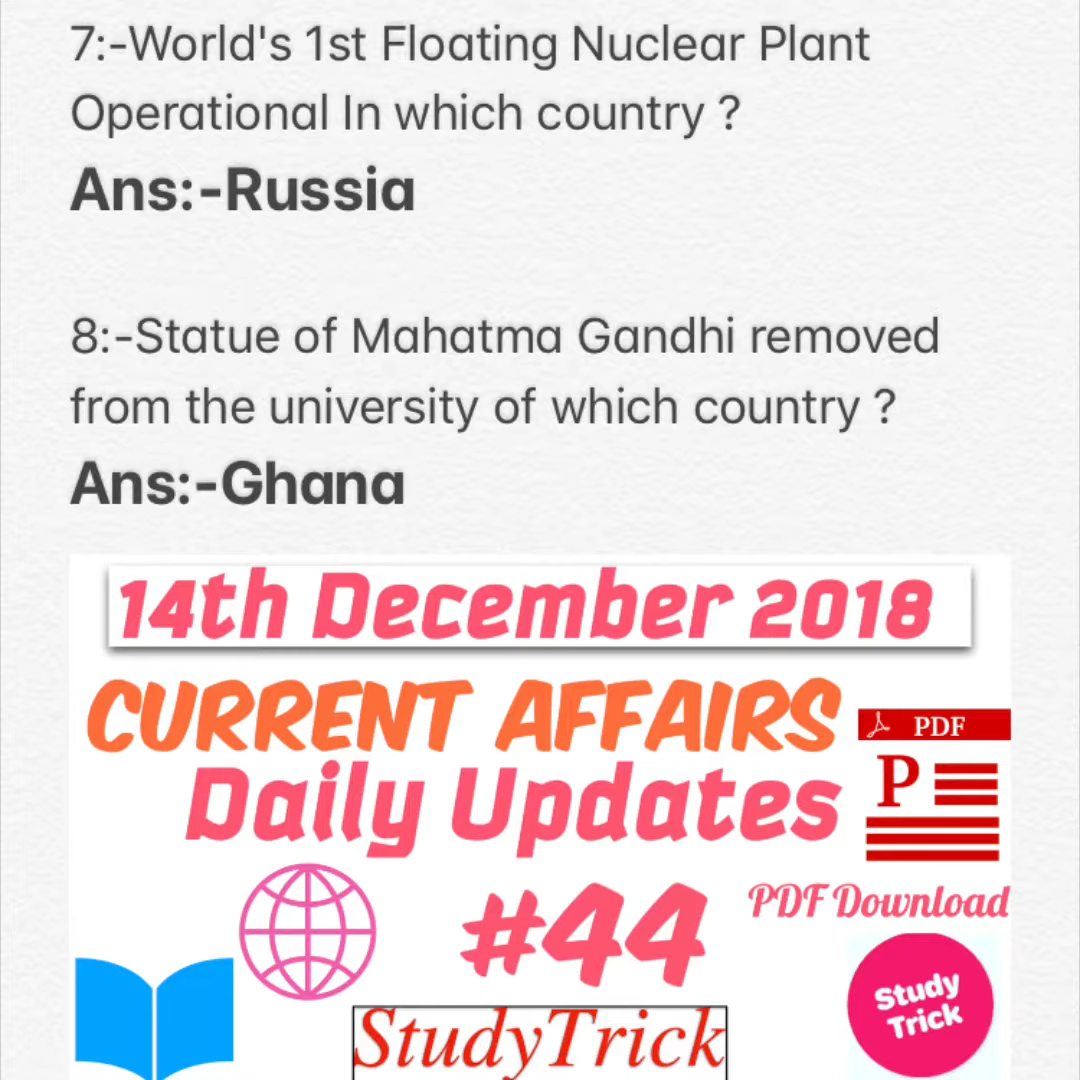 7:-World's 1st Floating Nuclear Plant
Operational In which country ?
Ans:-Russia
8:-Statue of Mahatma Gandhi removed
from the university of which country ?
Ans:-Ghana
14th December 2018
CURRENT AFFAIRS
PDF
Daily Updates
P
#44
PDF Download
Study
Trick
StudyTrick